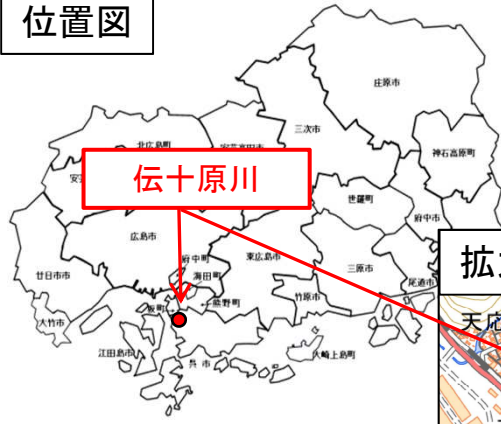 位置図
庄原市
三次市
北広島町
安芸高田市
神石高原町
伝十原川
世羅町
府中市
広島市
府中町
東広島市
海田町
三原市
尾道市
廿日市市
熊野町
竹原市
坂町
大竹市
江田島市
呉市
大崎上島町
天応